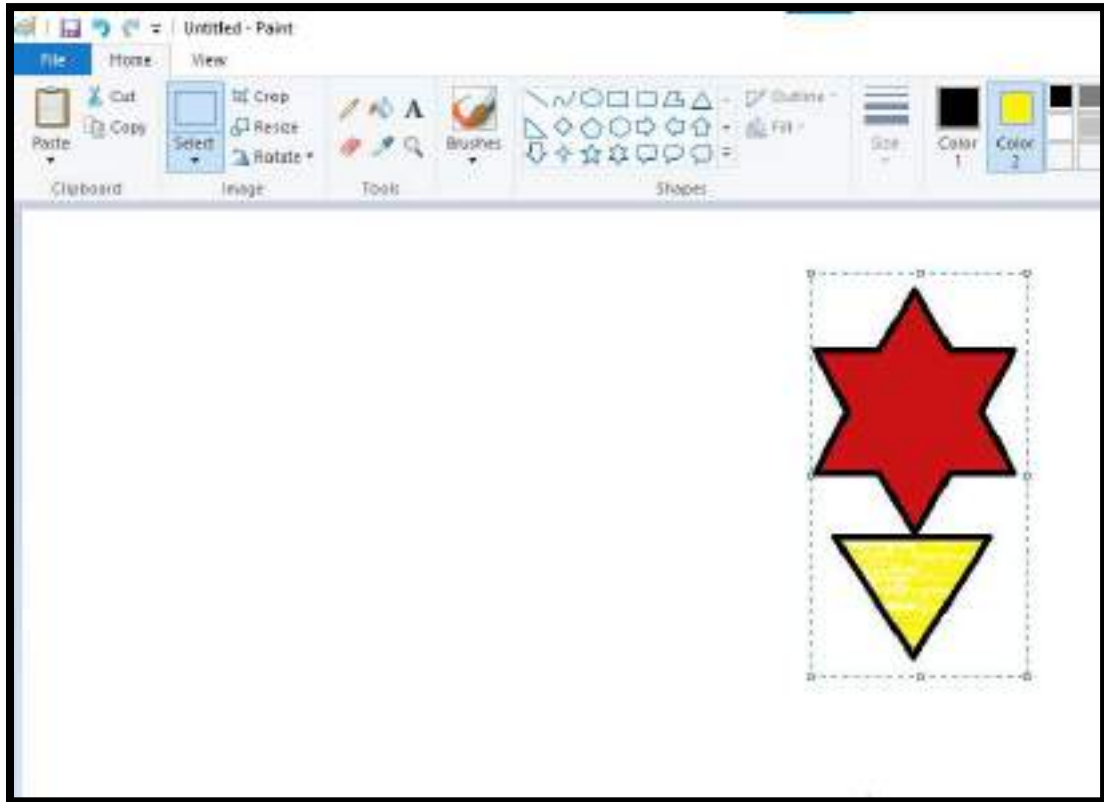 Untitled - Paint
File Home View
Paste
Cut
Copy
Select
Crop
Resize
Rotate
A
Brushes
Outline
Fill
Size
Color 1
Color 2
Clipboard Image Tools Shapes